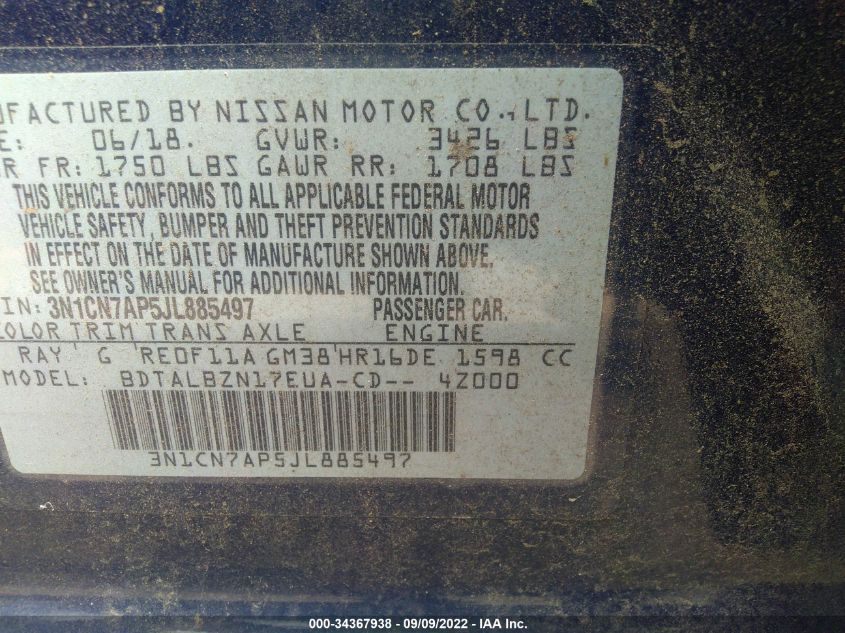 UFACTURED BY NISSAN MOTOR CO., LTD.
E: 06/18. GVWR: 3426 LBS
R FR: 1750 LBS GAWR RR: 1708 LBS
THIS VEHICLE CONFORMS TO ALL APPLICABLE FEDERAL MOTOR
VEHICLE SAFETY, BUMPER AND THEFT PREVENTION STANDARDS
IN EFFECT ON THE DATE OF MANUFACTURE SHOWN ABOVE.
SEE OWNER'S MANUAL FOR ADDITIONAL INFORMATION.
IN: 3N1CN7AP5JL885497 PASSENGER CAR.
COLOR TRIM TRANS AXLE ENGINE
RAY G RE0F11A GM38 HR16DE 1598 CC
MODEL: BDTALBZN17EUA-CD-- 4Z000
3N1CN7AP5JL885497
000-34367938 - 09/09/2022 - IAA Inc.